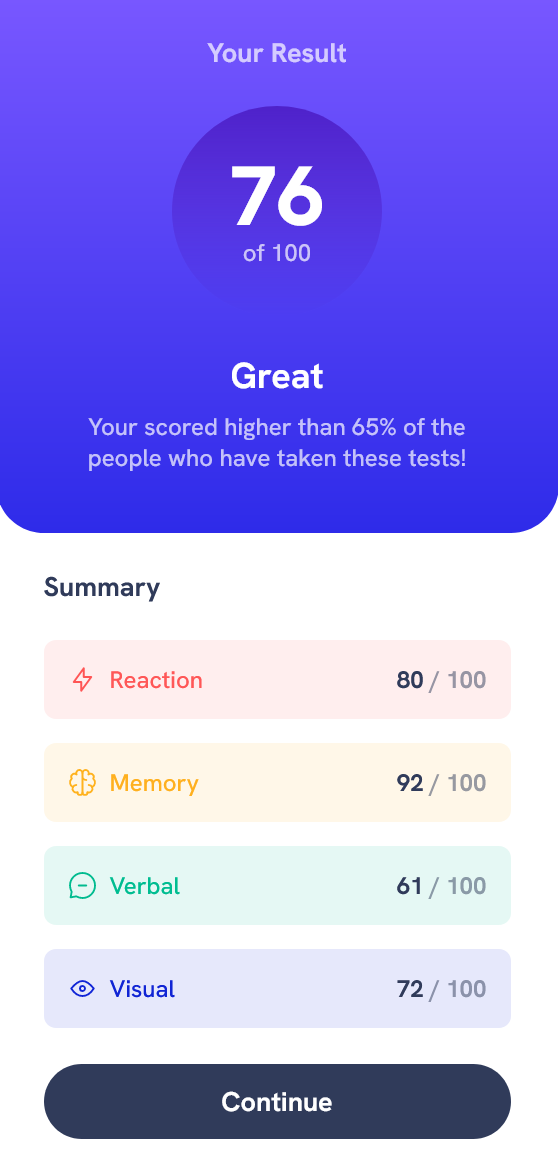 Your Result
76
of 100
Great
Your scored higher than 65% of the
people who have taken these tests!
Summary
Reaction 80 / 100
Memory 92 / 100
Verbal 61 / 100
Visual 72 / 100
Continue